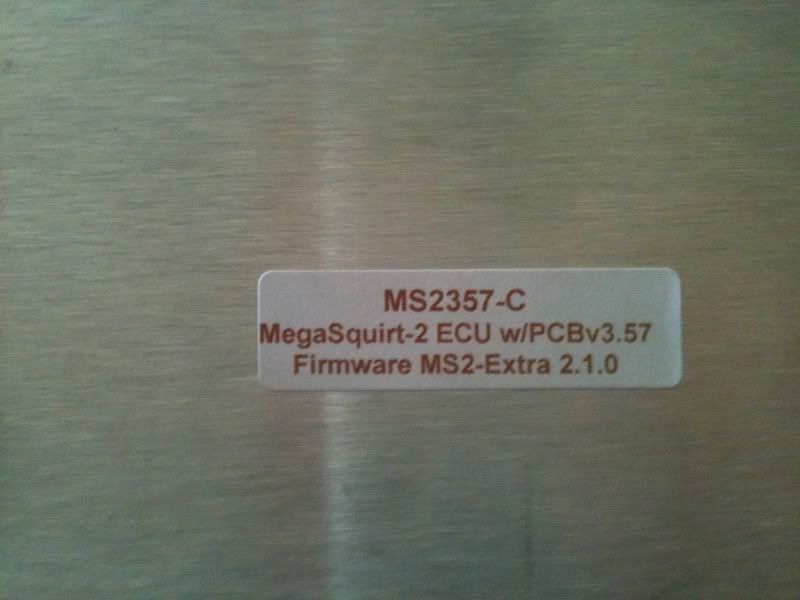 MS2357-C
MegaSquirt-2 ECU w/PCBv3.57
Firmware MS2-Extra 2.1.0